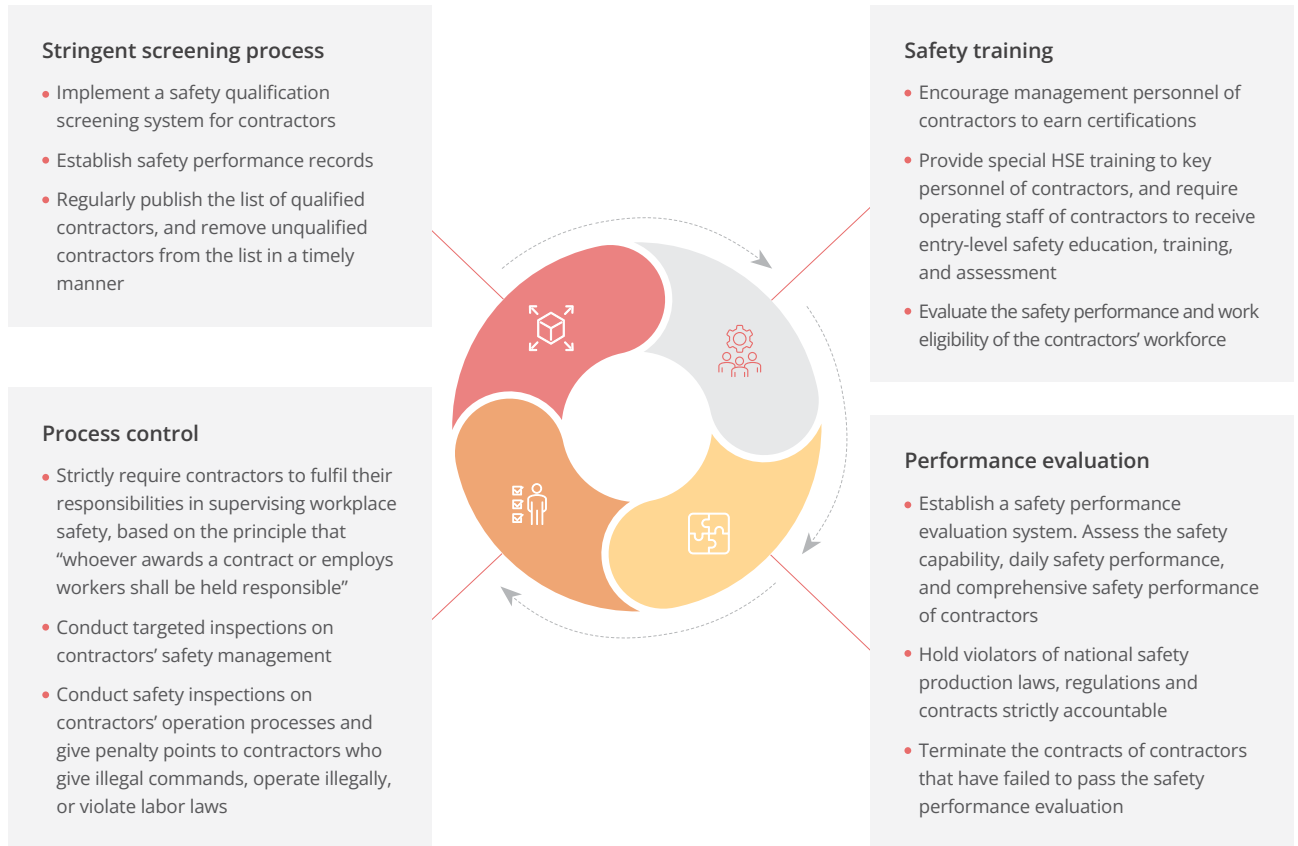 Stringent screening process
• Implement a safety qualification
screening system for contractors
• Establish safety performance records
• Regularly publish the list of qualified
contractors, and remove unqualified
contractors from the list in a timely
manner
Safety training
• Encourage management personnel of
contractors to earn certifications
• Provide special HSE training to key
personnel of contractors, and require
operating staff of contractors to receive
entry-level safety education, training,
and assessment
• Evaluate the safety performance and work
eligibility of the contractors’ workforce
Process control
• Strictly require contractors to fulfil their
responsibilities in supervising workplace
safety, based on the principle that
“whoever awards a contract or employs
workers shall be held responsible”
• Conduct targeted inspections on
contractors’ safety management
• Conduct safety inspections on
contractors’ operation processes and
give penalty points to contractors who
give illegal commands, operate illegally,
or violate labor laws
Performance evaluation
• Establish a safety performance
evaluation system. Assess the safety
capability, daily safety performance,
and comprehensive safety performance
of contractors
• Hold violators of national safety
production laws, regulations and
contracts strictly accountable
• Terminate the contracts of contractors
that have failed to pass the safety
performance evaluation